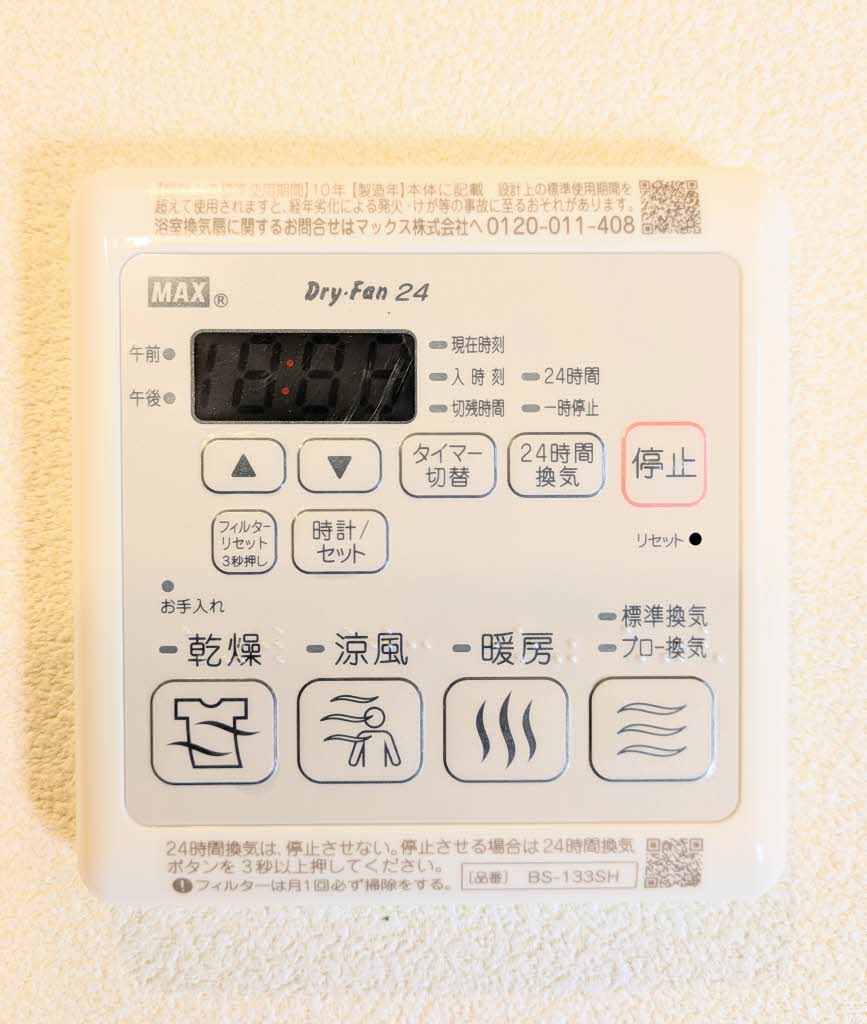 使用期間】10年【製造年】本体に記載 設計上の標準使用期間を
超えて使用されますと、経年劣化による発火・けが等の事故に至るおそれがあります。
浴室換気扇に関するお問合せはマックス株式会社へ 0120-011-408
MAX® Dry・Fan 24
午前
午後
現在時刻
入時刻 24時間
切残時間 一時停止
▲ ▼ タイマー切替 24時間換気 停止
フィルターリセット3秒押し 時計/セット
リセット
お手入れ
標準換気
乾燥 涼風 暖房 プロー換気
24時間換気は、停止させない。停止させる場合は24時間換気
ボタンを3秒以上押してください。
フィルターは月1回必ず掃除をする。 [品番] BS-133SH